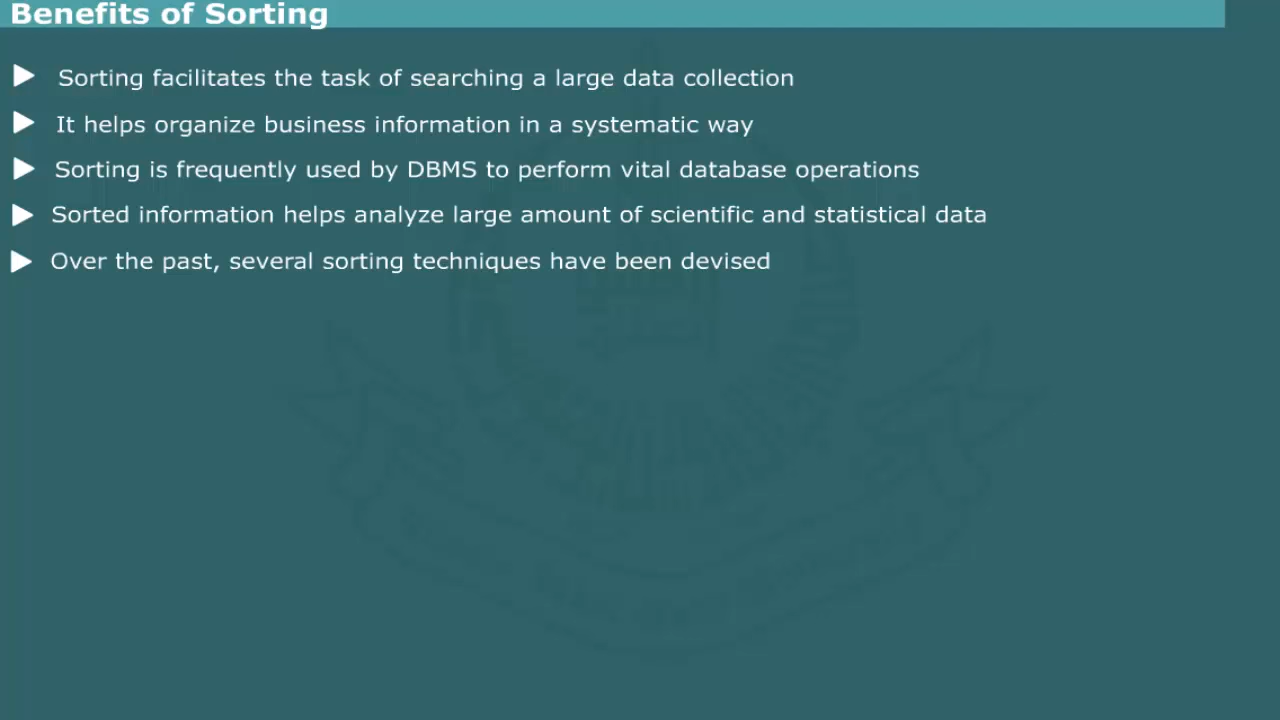 Benefits of Sorting
Sorting facilitates the task of searching a large data collection
It helps organize business information in a systematic way
Sorting is frequently used by DBMS to perform vital database operations
Sorted information helps analyze large amount of scientific and statistical data
Over the past, several sorting techniques have been devised